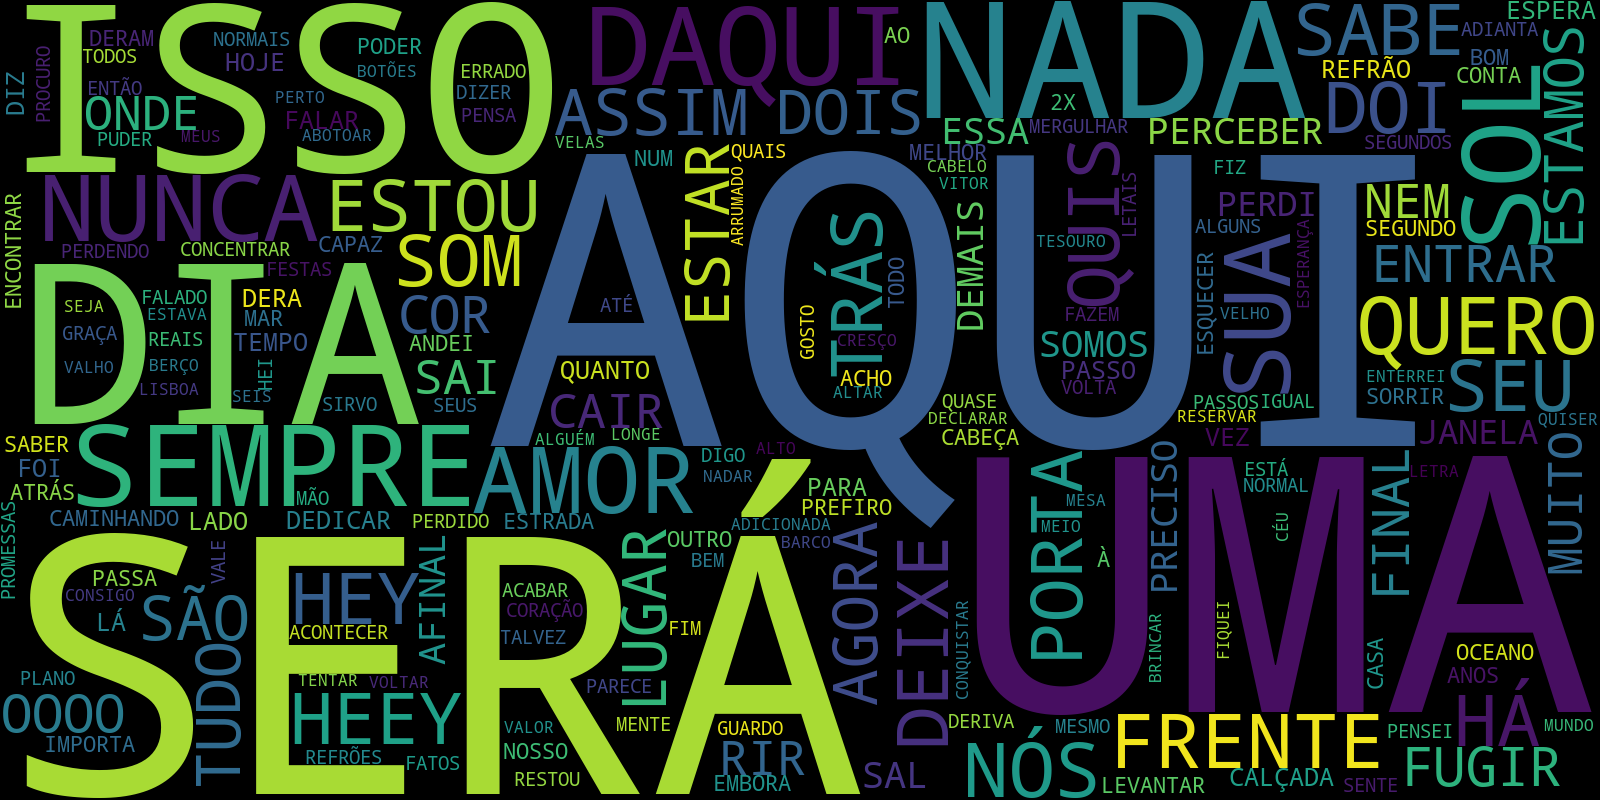 ISSO
DAQUI
NADA
SABE
ESPERA
ADIANTA
BOM
CONTA
ESTAMOS
DIZ
PROCURO
DERAM
TODOS
ENTÃO
ONDE
PUDER
MEUS
NORMAIS
HOJE
PERTO
FALAR
ABOTOAR
PODER
BOTÕES
ERRADO
DIZER
PENSA
AO
ASSIM
DOIS
VELAS
2X
ESSA
MERGULHAR
PERCEBER
REFRÃO
DOI
SEGUNDOS
SOL
NUNCA
ESTOU
NUM
ESTAR
QUAIS
ARRUMADO
MELHOR
CABELO
VITOR
QUIS
LETAIS
FIZ
PERDI
ALGUNS
NEM
SEGUNDO
ENTRAR
ENCONTRAR
PERDENDO
CONCENTRAR
CAPAZ
FESTAS
SOM
AQUI
TRÁS
TODO
DEMAIS
TESOURO
ESQUECER
SUA
VELHO
ESPERANÇA
QUERO
DIA
SEJA
GRAÇA
VALHO
FALADO
ESTAVA
REAIS
BERÇO
LISBOA
DERA
MAR
TEMPO
HEI
SEIS
SIRVO
COR
ANDEI
SAI
SEUS
ATÉ
QUANTO
CAIR
GOSTO
CRESÇO
ACHO
ALTAR
FAZEM
SOMOS
PASSO
VOLTA
PASSOS
IGUAL
ENTERREI
SORRIR
SEU
QUISER
QUASE
DECLARAR
CABEÇA
RESERVAR
VEZ
JANELA
MUITO
SABER
FOI
ATRÁS
SEMPRE
MÃO
AMOR
ALGUÉM
LONGE
DIGO
NADAR
ALTO
PARA
PREFIRO
PROMESSAS
CAMINHANDO
LADO
DEDICAR
PERDIDO
ESTRADA
ADICIONADA
BARCO
OUTRO
BEM
UMA
PORTA
MESA
MEIO
À
PRECISO
ESTÁ
NORMAL
CÉU
FINAL
LETRA
SERÁ
PASSA
CONSIGO
LÁ
VALE
SÃO
HEY
ACONTECER
AFINAL
ACABAR
CORAÇÃO
TALVEZ
LUGAR
FIM
AGORA
DEIXE
CONQUISTAR
BRINCAR
FIQUEI
CASA
OCEANO
ANOS
HÁ
MUNDO
PLANO
OOOO
IMPORTA
TUDO
TENTAR
VOLTAR
HEEY
REFRÕES
FATOS
PARECE
VALOR
NOSSO
RESTOU
MENTE
GUARDO
RIR
EMBORA
SAL
DERIVA
NÓS
MESMO
FRENTE
LEVANTAR
CALÇADA
SENTE
PENSEI
FUGIR